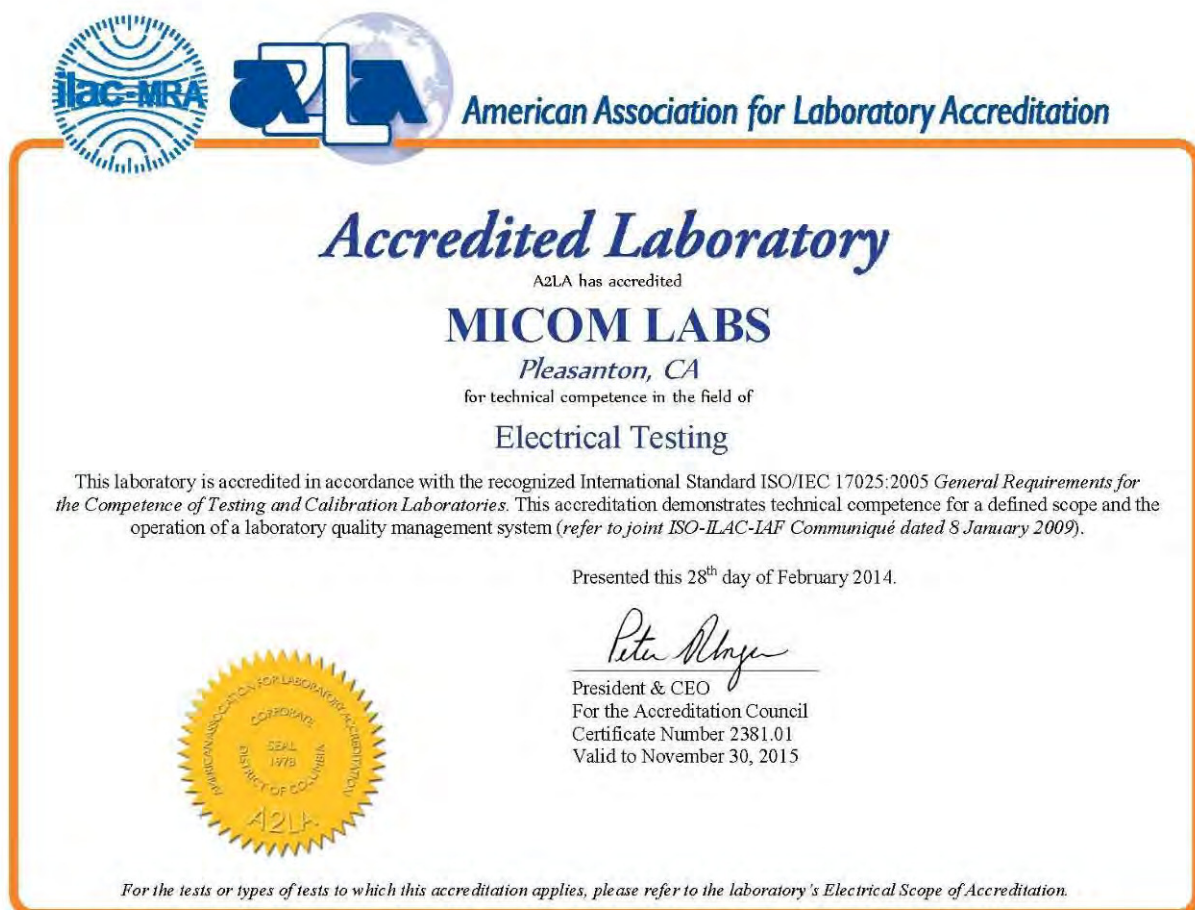 ilac-MRA
A2LA
American Association for Laboratory Accreditation
Accredited Laboratory
A2LA has accredited
MICOM LABS
Pleasanton, CA
for technical competence in the field of
Electrical Testing
This laboratory is accredited in accordance with the recognized International Standard ISO/IEC 17025:2005 General Requirements for
the Competence of Testing and Calibration Laboratories. This accreditation demonstrates technical competence for a defined scope and the
operation of a laboratory quality management system (refer to joint ISO-ILAC-IAF Communiqué dated 8 January 2009).
Presented this 28th day of February 2014.
President & CEO
For the Accreditation Council
Certificate Number 2381.01
Valid to November 30, 2015
AMERICAN ASSOCIATION FOR LABORATORY ACCREDITATION
CORPORATE
SEAL
1978
DISTRICT OF COLUMBIA
A2LA
For the tests or types of tests to which this accreditation applies, please refer to the laboratory's Electrical Scope of Accreditation.